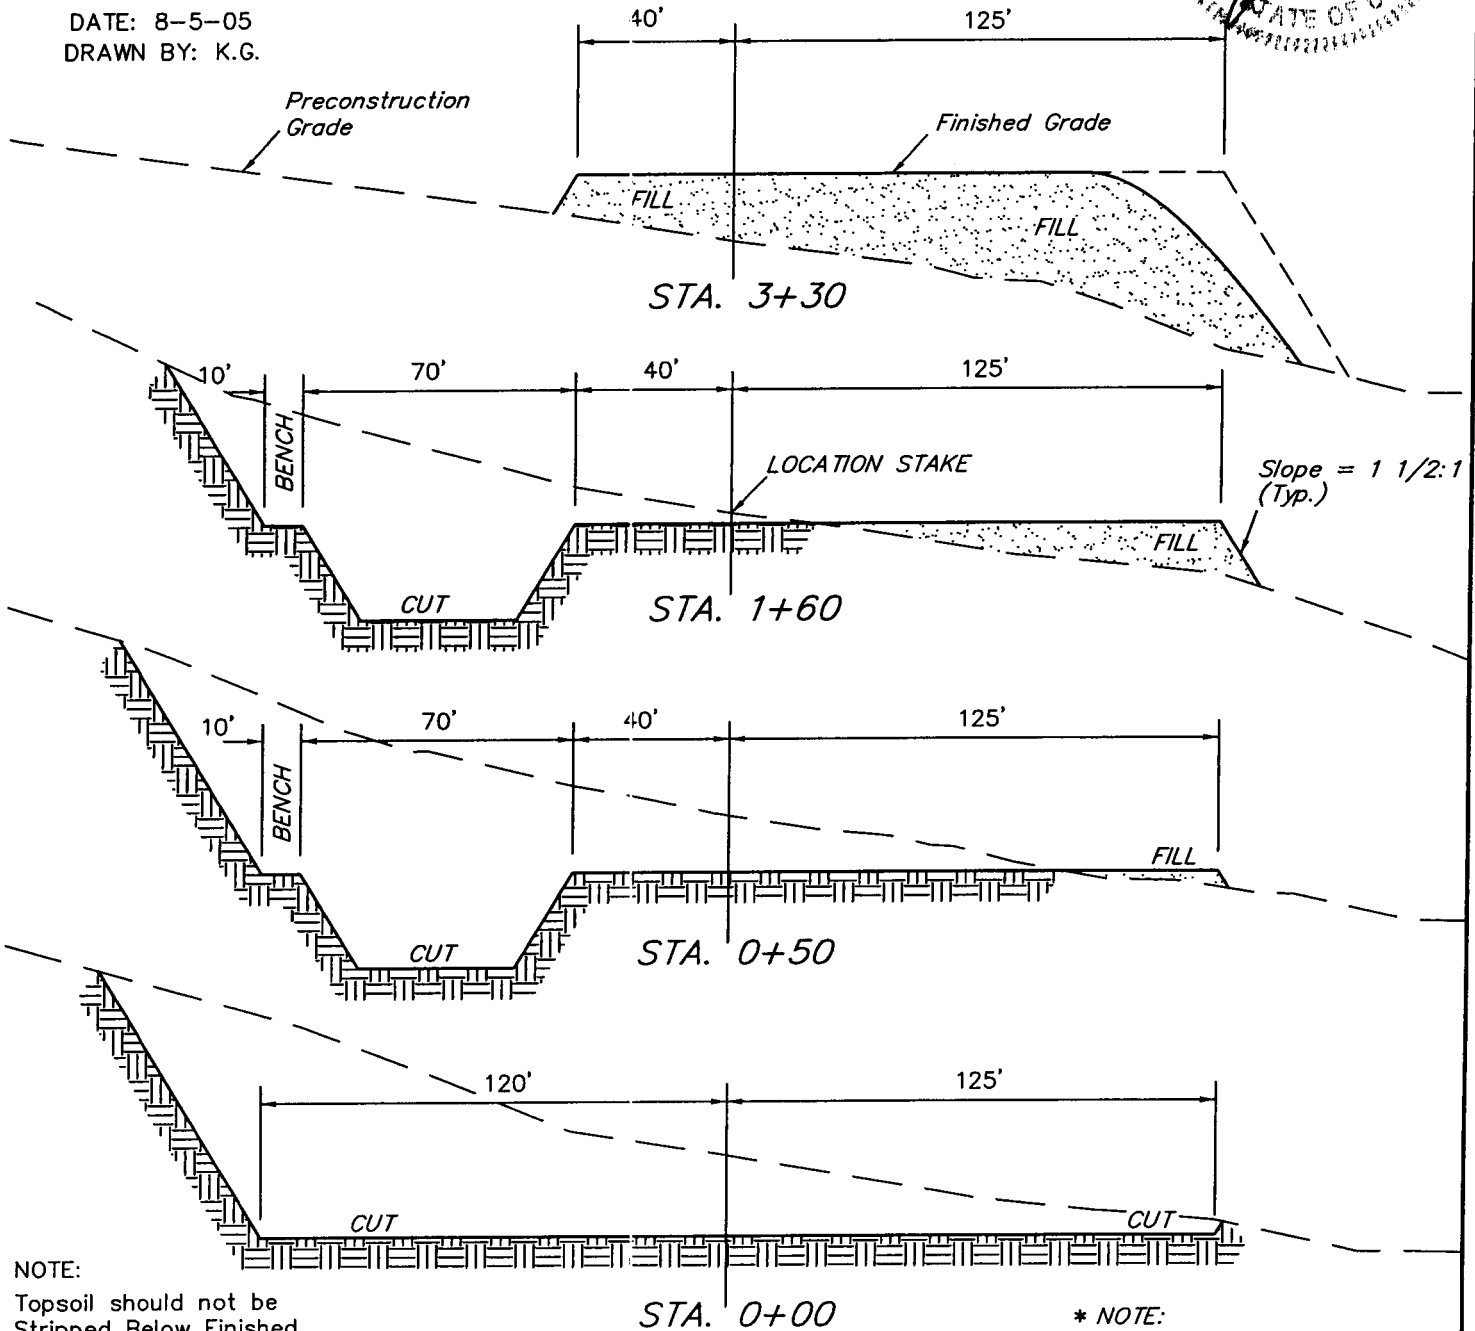 DATE: 8-5-05
DRAWN BY: K.G.
40'
125'
Preconstruction
Grade
Finished Grade
FILL
FILL
STA. 3+30
10'
70'
40'
125'
BENCH
LOCATION STAKE
Slope = 1 1/2:1
(Typ.)
FILL
CUT
STA. 1+60
10'
70'
40'
125'
BENCH
FILL
CUT
STA. 0+50
120'
125'
CUT
CUT
NOTE:
Topsoil should not be
Stripped Below Finished
STA. 0+00
* NOTE: